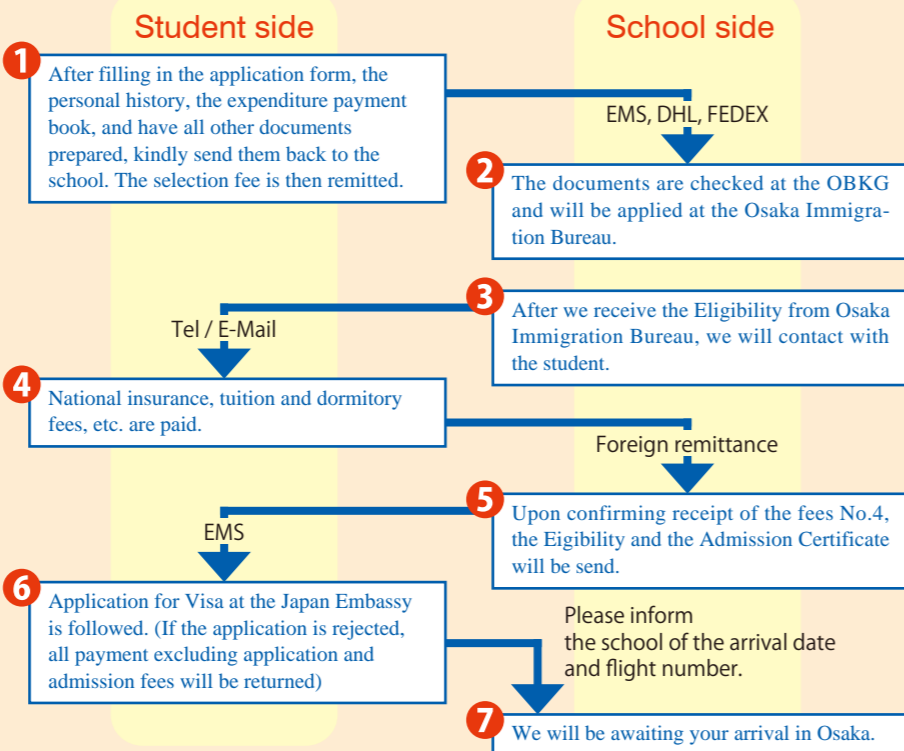 Student side
School side
1
After filling in the application form, the
personal history, the expenditure payment
book, and have all other documents
prepared, kindly send them back to the
school. The selection fee is then remitted.
EMS, DHL, FEDEX
2
The documents are checked at the OBKG
and will be applied at the Osaka Immigra-
tion Bureau.
3
After we receive the Eligibility from Osaka
Immigration Bureau, we will contact with
the student.
Tel / E-Mail
4
National insurance, tuition and dormitory
fees, etc. are paid.
Foreign remittance
5
Upon confirming receipt of the fees No.4,
the Eigibility and the Admission Certificate
will be send.
EMS
6
Application for Visa at the Japan Embassy
is followed. (If the application is rejected,
all payment excluding application and
admission fees will be returned)
Please inform
the school of the arrival date
and flight number.
7
We will be awaiting your arrival in Osaka.